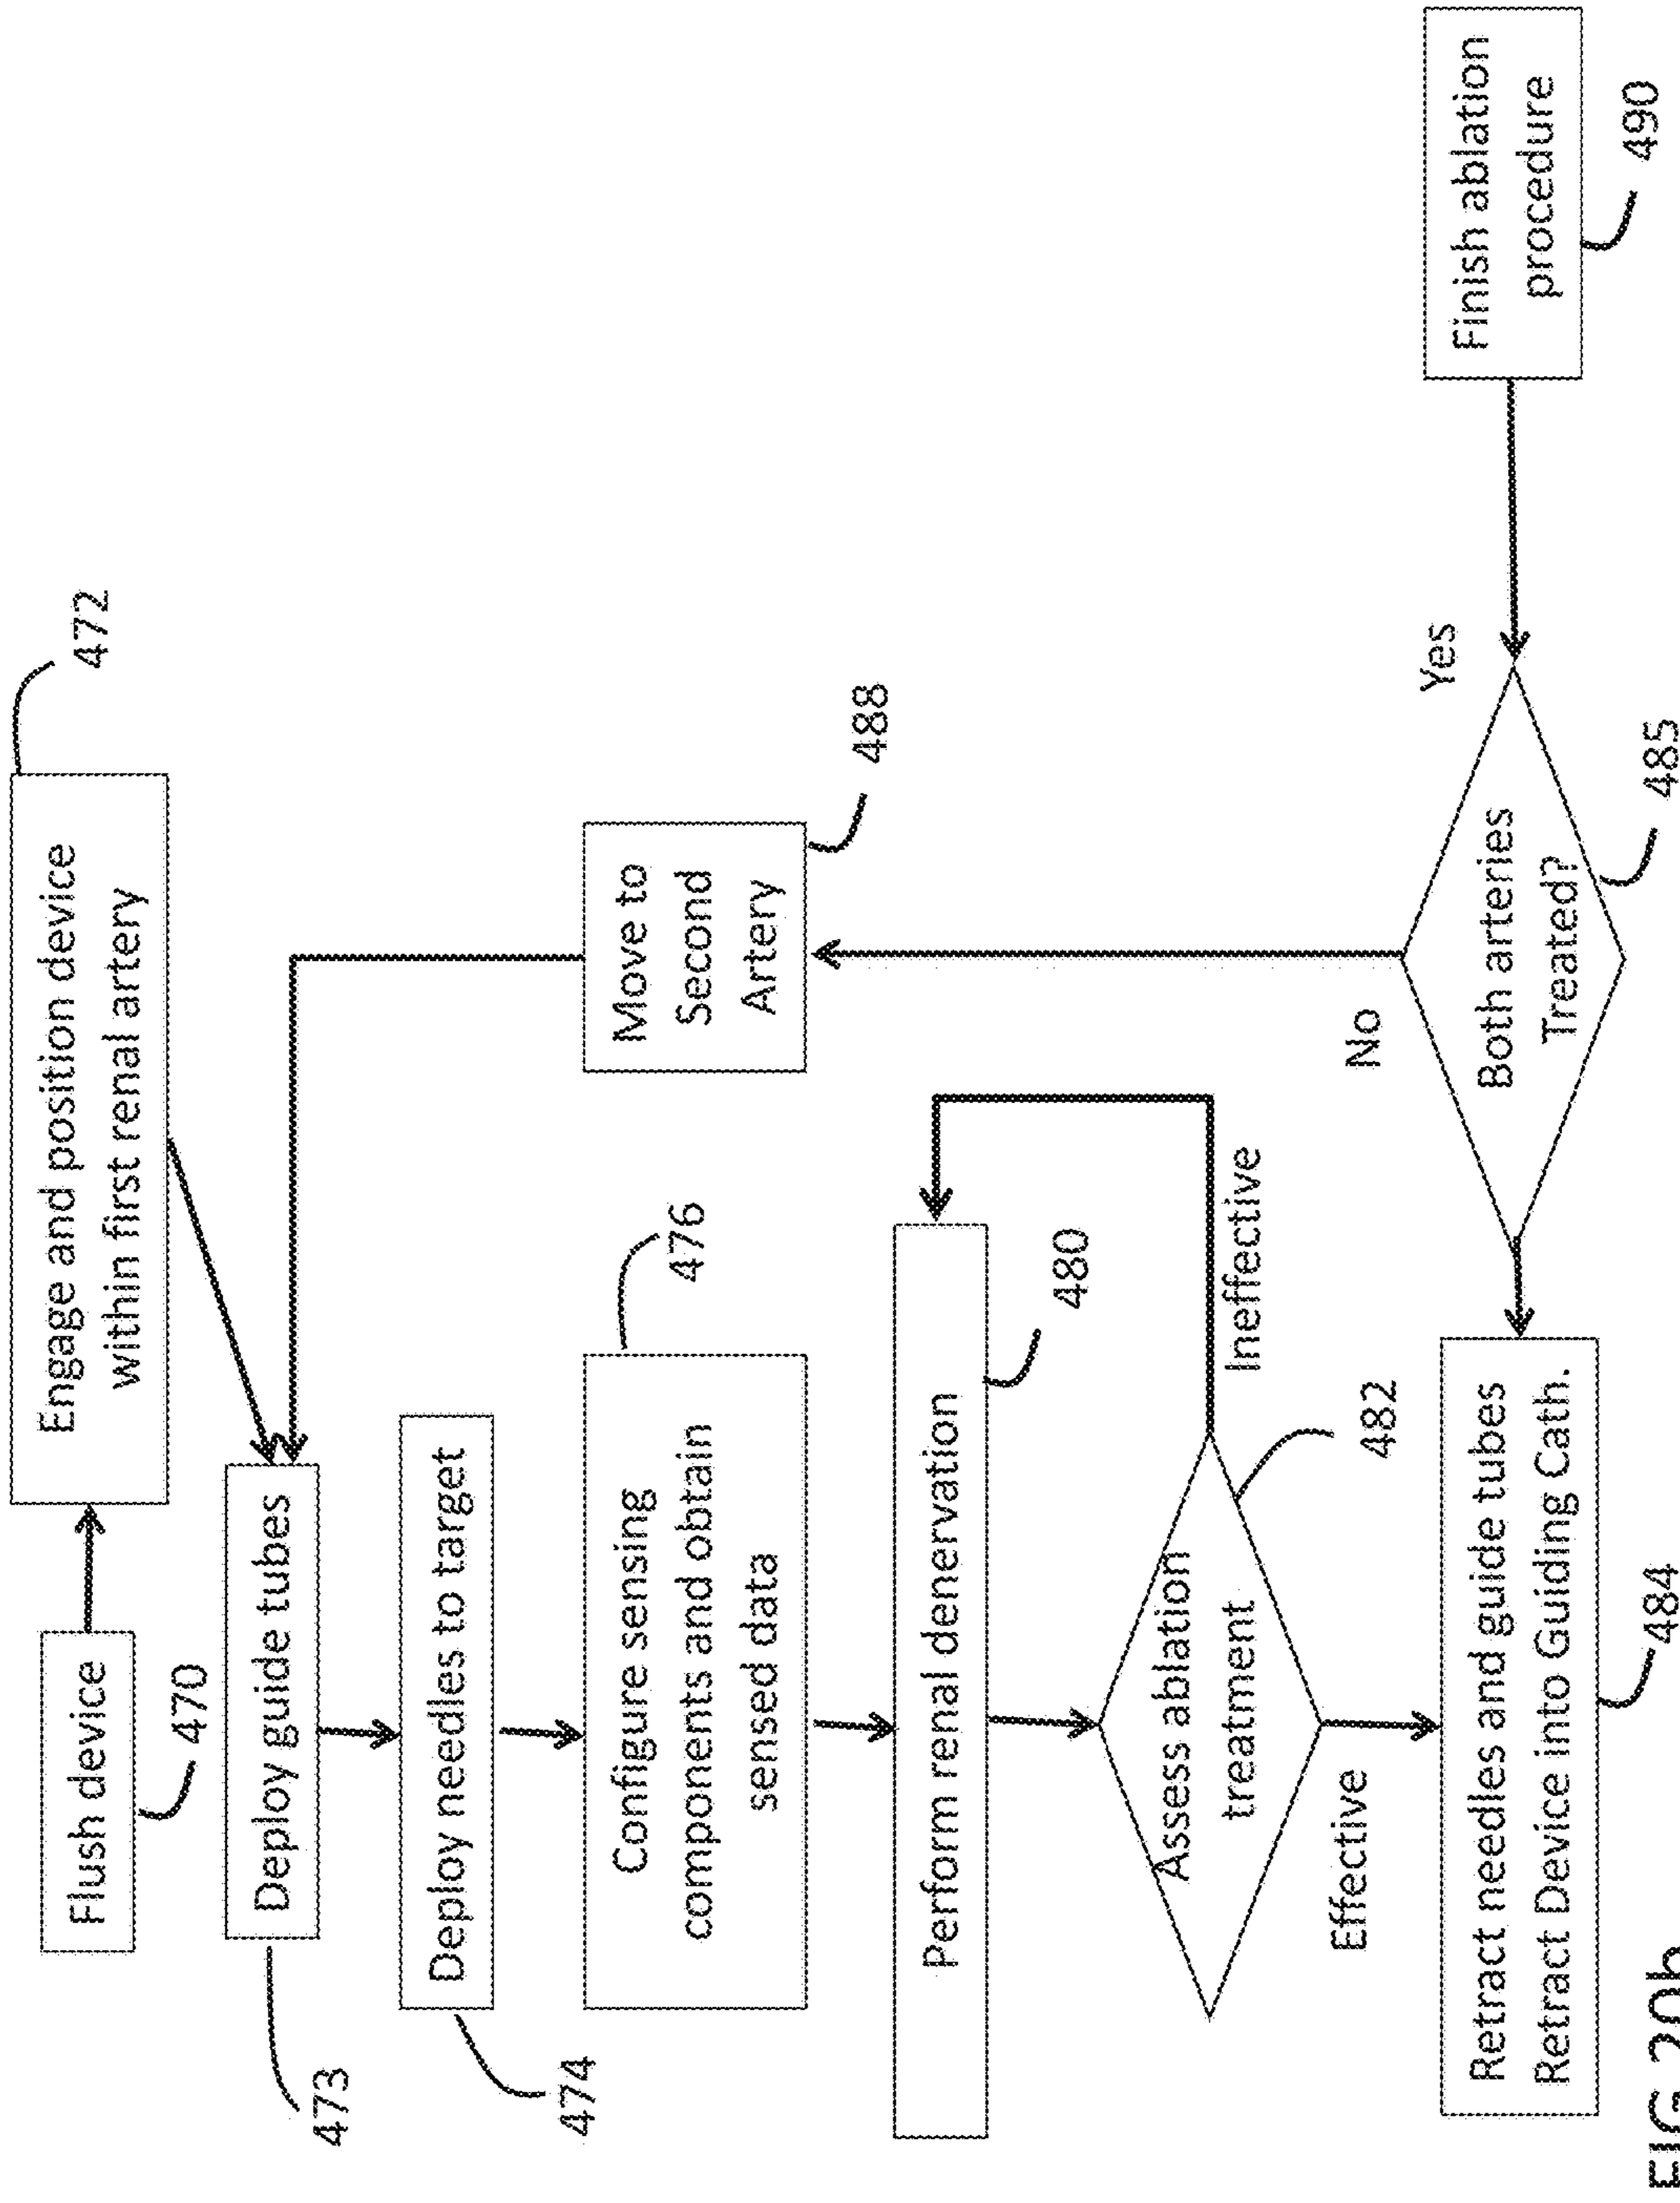 Flush device
470
Engage and position device
within first renal artery
472
Deploy guide tubes
473
Deploy needles to target
474
Configure sensing
components and obtain
sensed data
476
Move to
Second
Artery
488
Perform renal denervation
480
Assess ablation
treatment
482
Ineffective
Effective
Retract needles and guide tubes
Retract Device into Guiding Cath.
484
Both arteries
Treated?
485
No
Yes
Finish ablation
procedure
490
FIG 20b